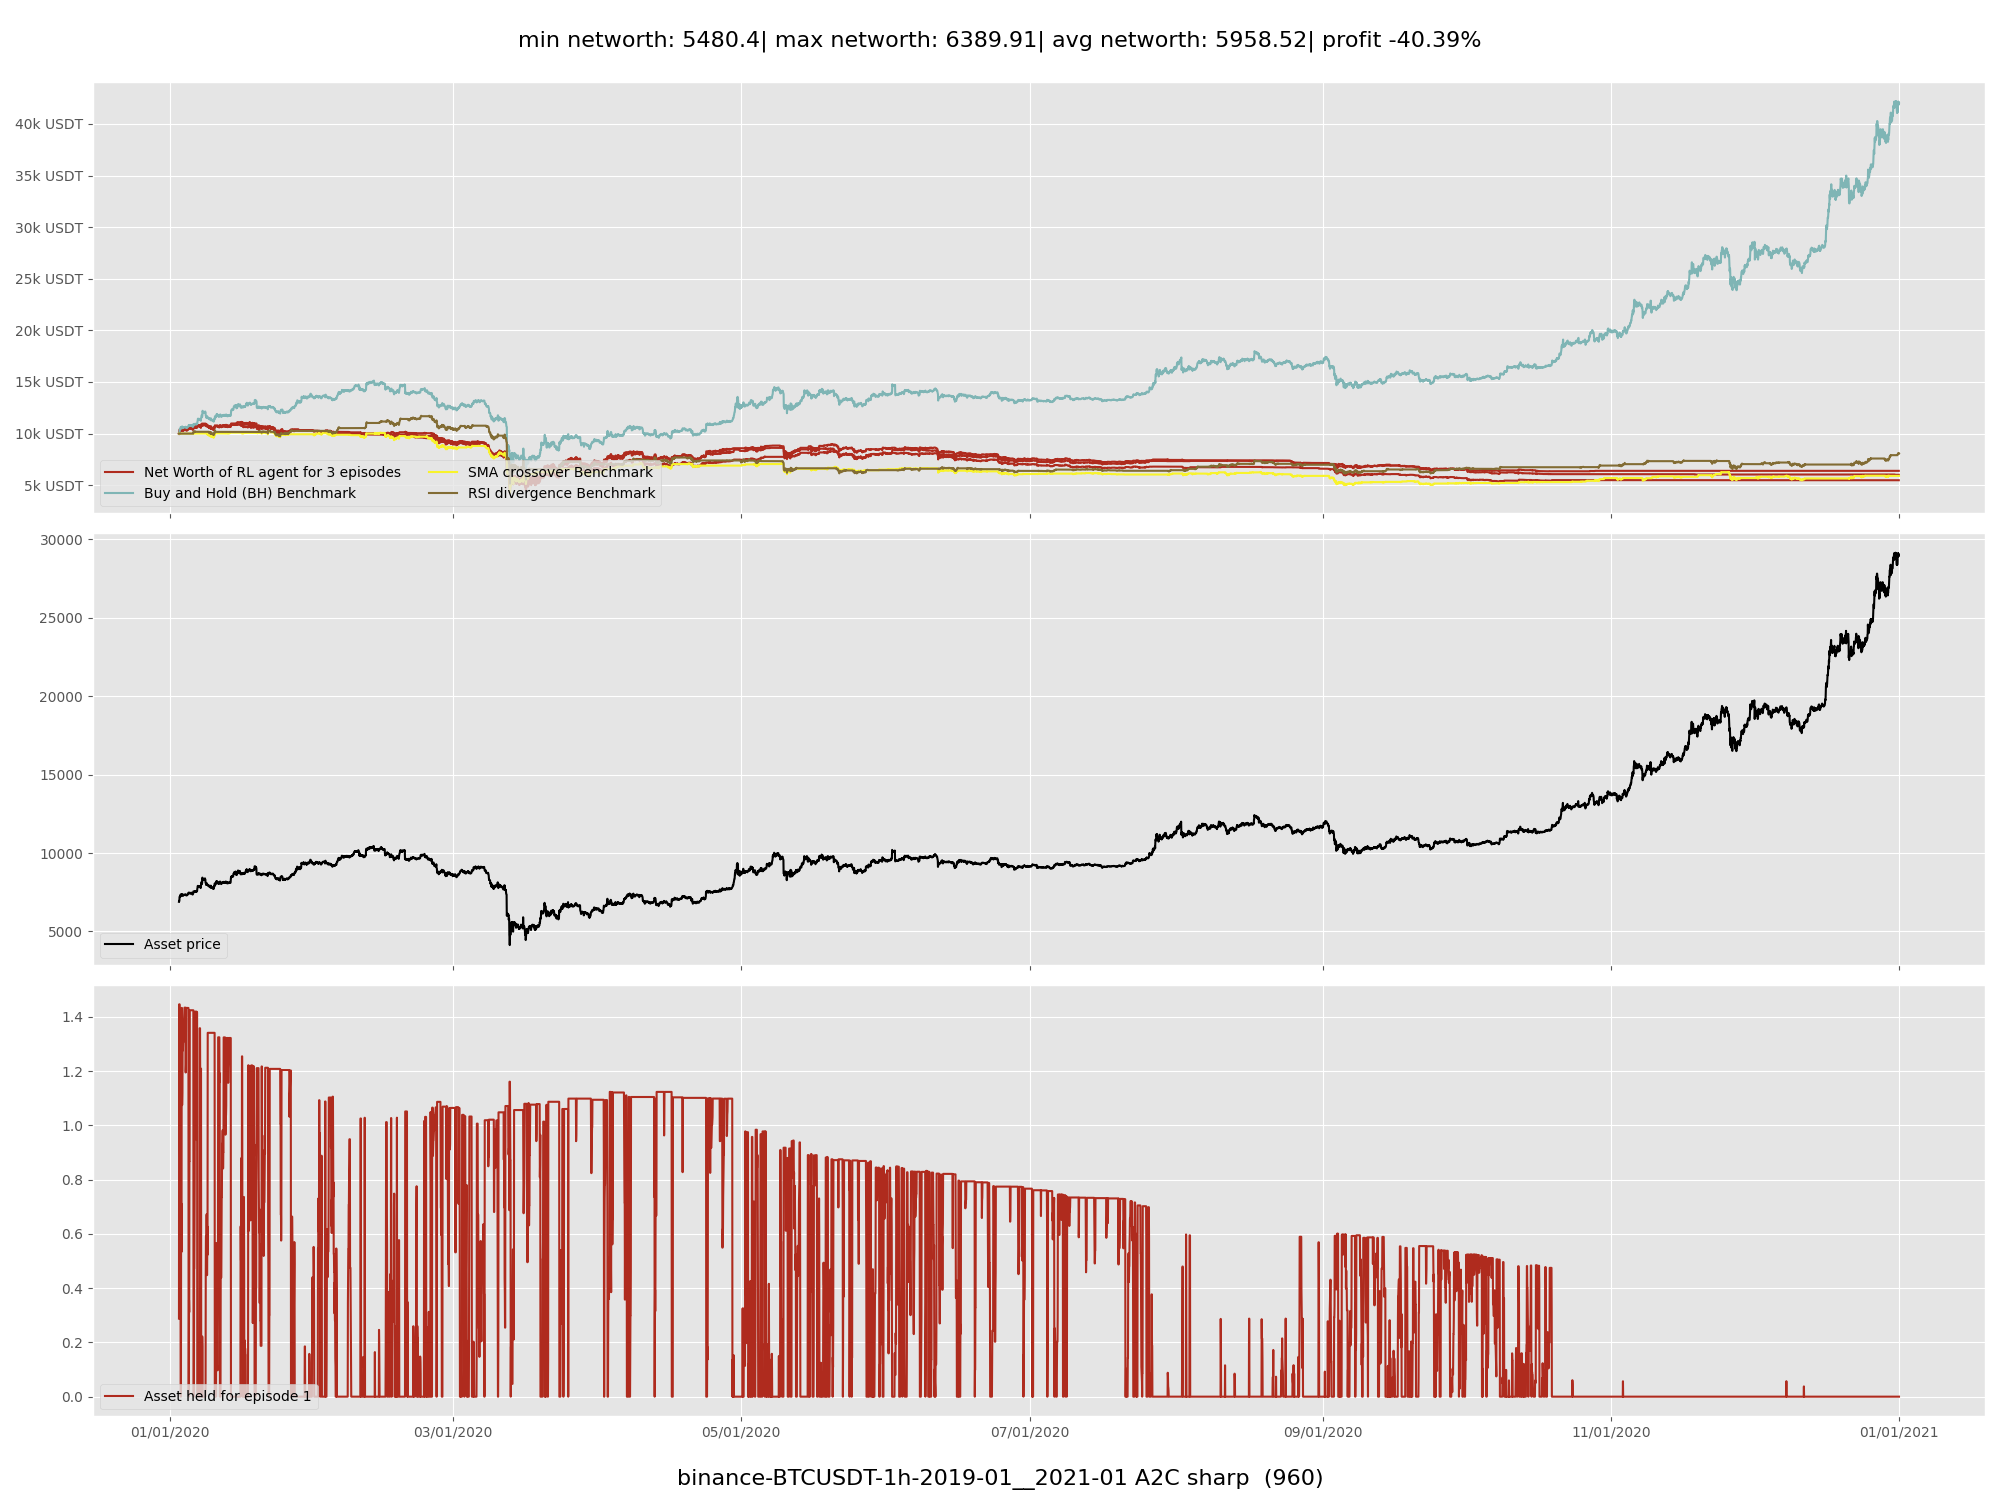 min networth: 5480.4| max networth: 6389.91| avg networth: 5958.52| profit -40.39%
40k USDT
35k USDT
30k USDT
25k USDT
20k USDT
15k USDT
10k USDT
5k USDT
Net Worth of RL agent for 3 episodes
Buy and Hold (BH) Benchmark
SMA crossover Benchmark
RSI divergence Benchmark
30000
25000
20000
15000
10000
5000
Asset price
1.4
1.2
1.0
0.8
0.6
0.4
0.2
0.0
Asset held for episode 1
01/01/2020 03/01/2020 05/01/2020 07/01/2020 09/01/2020 11/01/2020 01/01/2021
binance-BTCUSDT-1h-2019-01__2021-01 A2C sharp  (960)